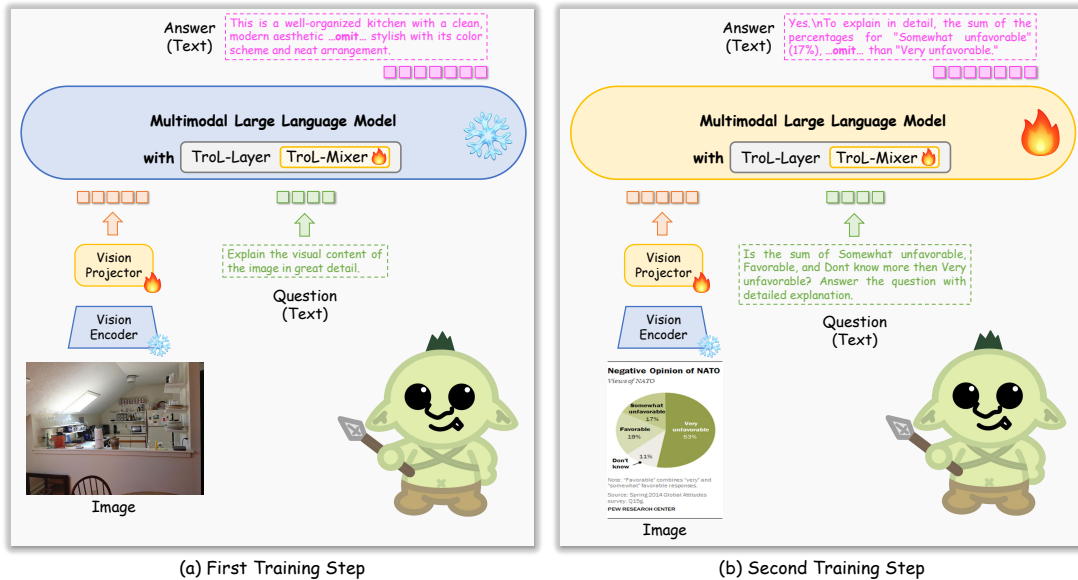 Answer
(Text)
This is a well-organized kitchen with a clean,
modern aesthetic ...omit... stylish with its color
scheme and neat arrangement.
Multimodal Large Language Model
with TroL-Layer TroL-Mixer
Vision
Projector
Explain the visual content of
the image in great detail.
Question
(Text)
Vision
Encoder
Image
(a) First Training Step
Answer
(Text)
Yes.\nTo explain in detail, the sum of the
percentages for "Somewhat unfavorable"
(17%), ...omit... than "Very unfavorable."
Multimodal Large Language Model
with TroL-Layer TroL-Mixer
Vision
Projector
Is the sum of Somewhat unfavorable,
Favorable, and Dont know more then Very
unfavorable? Answer the question with
detailed explanation.
Question
(Text)
Vision
Encoder
Negative Opinion of NATO
Views of NATO
Somewhat
unfavorable
17%
Very
unfavorable
53%
Favorable
19%
Don't
know
11%
Note: "Favorable" combines "very" and
"somewhat" favorable responses.
Source: Spring 2014 Global Attitudes
survey. Q15g.
PEW RESEARCH CENTER
Image
(b) Second Training Step